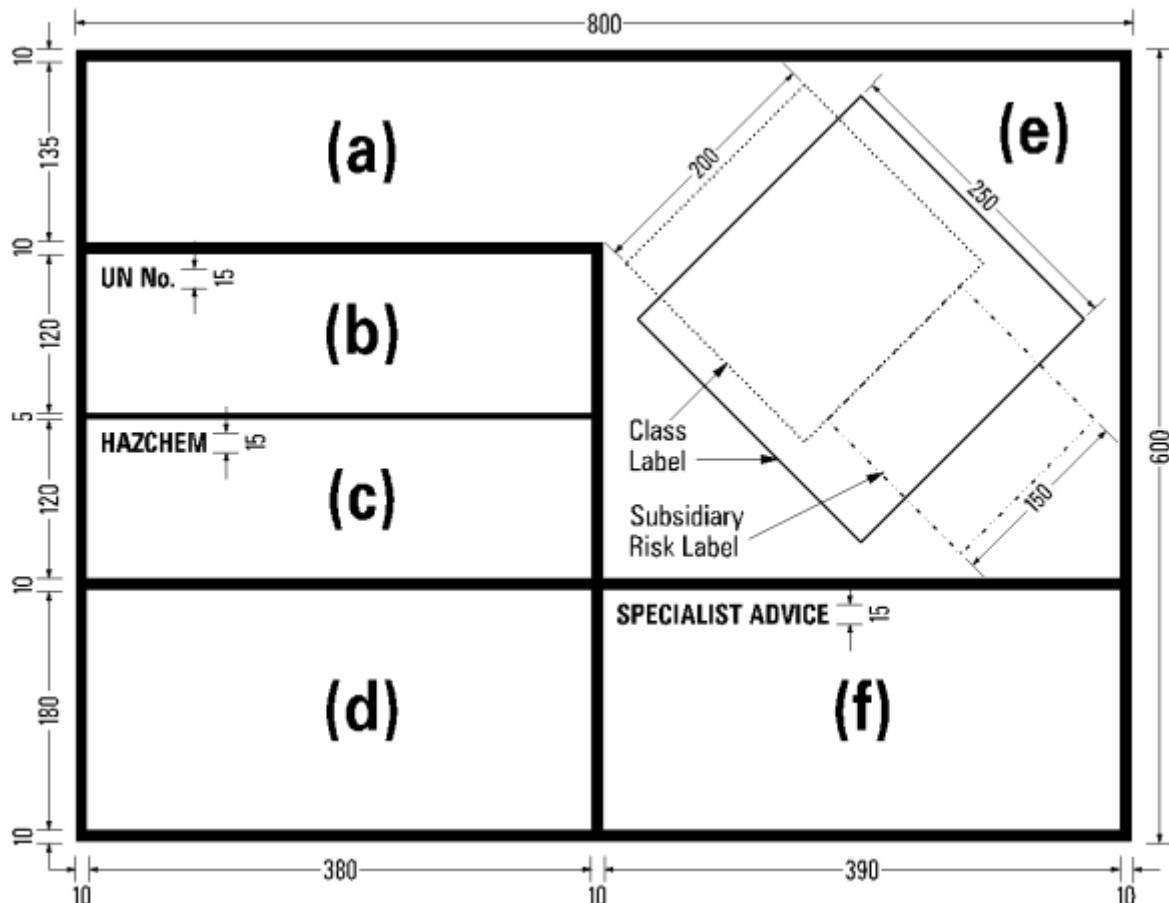 800
10
135
(a)
(e)
200
250
10
UN No.
15
120
(b)
5
HAZCHEM
15
Class
Label
600
120
(c)
Subsidiary
Risk Label
150
10
SPECIALIST ADVICE
15
180
(d)
(f)
10
380
390
10
10
10